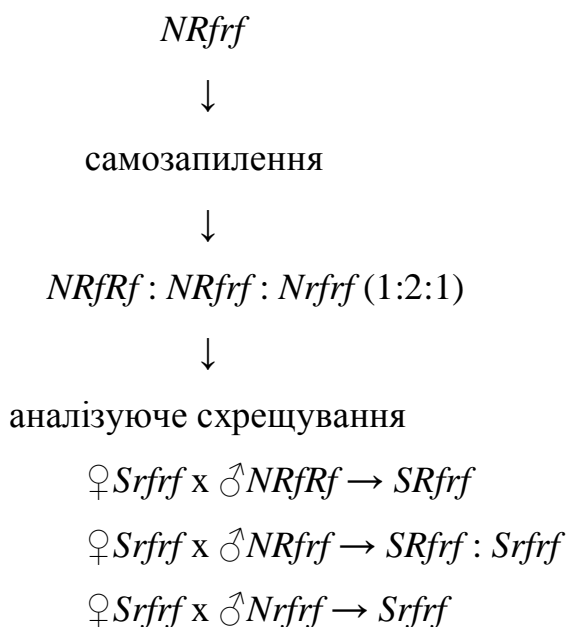 NRfrf
↓
самозапилення
↓
NRfRf : NRfrf : Nrfrf (1:2:1)
↓
аналізуюче схрещування
♀Srfrf x ♂NRfRf → SRfrf
♀Srfrf x ♂NRfrf → SRfrf : Srfrf
♀Srfrf x ♂Nrfrf → Srfrf